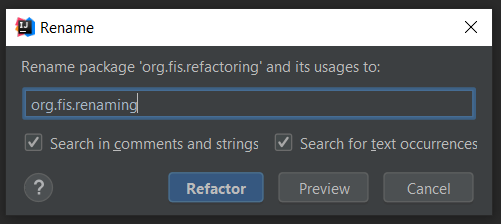 Rename
Rename package 'org.fis.refactoring' and its usages to:
org.fis.renaming
Search in comments and strings Search for text occurrences
? Refactor Preview Cancel